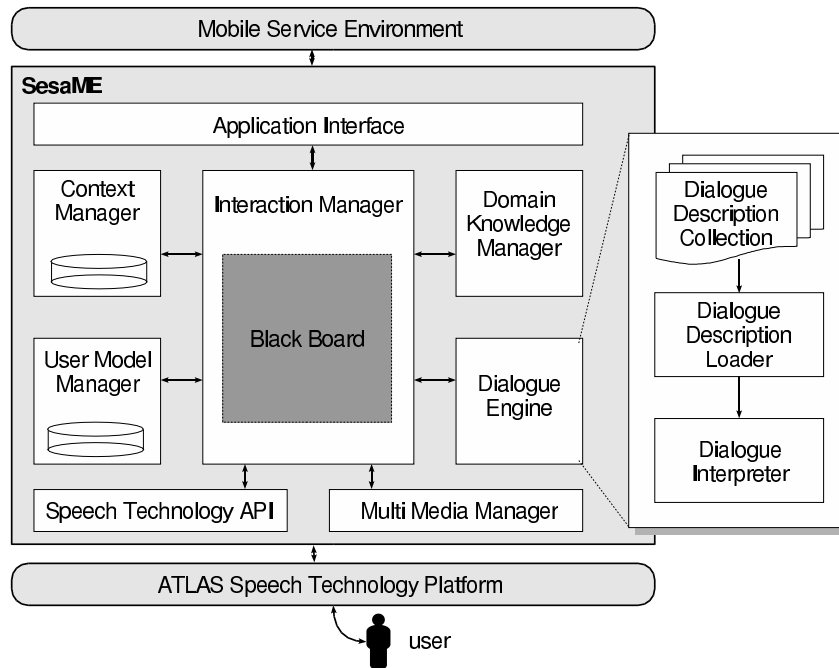 Mobile Service Environment
SesaME
Application Interface
Context
Manager
Interaction Manager
Domain
Knowledge
Manager
Black Board
User Model
Manager
Dialogue
Engine
Speech Technology API
Multi Media Manager
Dialogue
Description
Collection
Dialogue
Description
Loader
Dialogue
Interpreter
ATLAS Speech Technology Platform
user